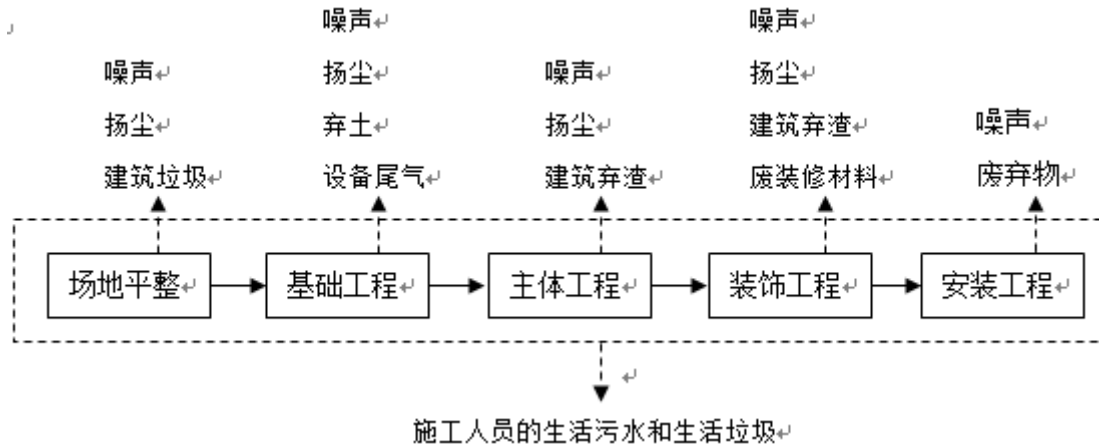 噪声
扬尘
建筑垃圾
噪声
扬尘
弃土
设备尾气
噪声
扬尘
建筑弃渣
噪声
扬尘
建筑弃渣
废装修材料
噪声
废弃物
场地平整
基础工程
主体工程
装饰工程
安装工程
施工人员的生活污水和生活垃圾